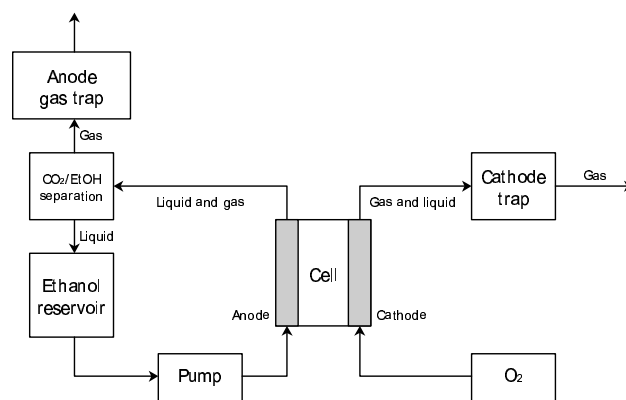 Anode
gas trap
Gas
CO₂/EtOH
separation
Liquid and gas
Gas and liquid
Cathode
trap
Gas
Liquid
Ethanol
reservoir
Cell
Anode
Cathode
Pump
O₂